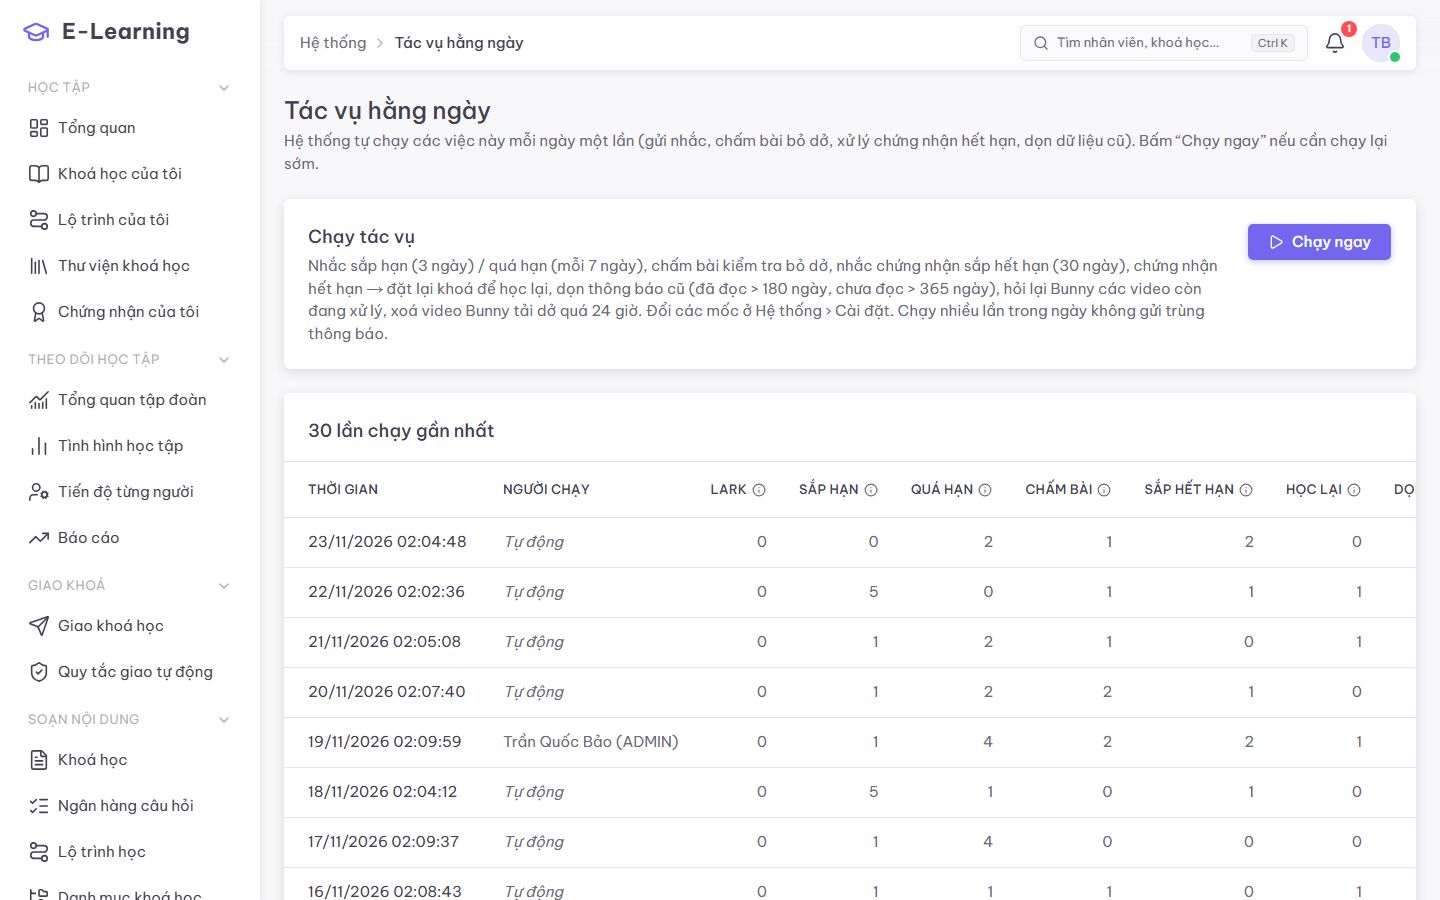 E-Learning
HỌC TẬP
Tổng quan
Khoá học của tôi
Lộ trình của tôi
Thư viện khoá học
Chứng nhận của tôi
THEO DÕI HỌC TẬP
Tổng quan tập đoàn
Tình hình học tập
Tiến độ từng người
Báo cáo
GIAO KHOÁ
Giao khoá học
Quy tắc giao tự động
SOẠN NỘI DUNG
Khoá học
Ngân hàng câu hỏi
Lộ trình học
Danh mục khoá học
Hệ thống > Tác vụ hằng ngày
Tìm nhân viên, khoá học... Ctrl K
1
TB
Tác vụ hằng ngày
Hệ thống tự chạy các việc này mỗi ngày một lần (gửi nhắc, chấm bài bỏ dở, xử lý chứng nhận hết hạn, dọn dữ liệu cũ). Bấm “Chạy ngay” nếu cần chạy lại
sớm.
Chạy tác vụ
Nhắc sắp hạn (3 ngày) / quá hạn (mỗi 7 ngày), chấm bài kiểm tra bỏ dở, nhắc chứng nhận sắp hết hạn (30 ngày), chứng nhận
hết hạn → đặt lại khoá để học lại, dọn thông báo cũ (đã đọc > 180 ngày, chưa đọc > 365 ngày), hỏi lại Bunny các video còn
đang xử lý, xoá video Bunny tải dở quá 24 giờ. Đổi các mốc ở Hệ thống › Cài đặt. Chạy nhiều lần trong ngày không gửi trùng
thông báo.
Chạy ngay
30 lần chạy gần nhất
THỜI GIAN NGƯỜI CHẠY LARK SẮP HẠN QUÁ HẠN CHẤM BÀI SẮP HẾT HẠN HỌC LẠI
23/11/2026 02:04:48 Tự động 0 0 2 1 2 0
22/11/2026 02:02:36 Tự động 0 5 0 1 1 1
21/11/2026 02:05:08 Tự động 0 1 2 1 0 1
20/11/2026 02:07:40 Tự động 0 1 2 2 1 0
19/11/2026 02:09:59 Trần Quốc Bảo (ADMIN) 0 1 4 2 2 1
18/11/2026 02:04:12 Tự động 0 5 1 0 1 0
17/11/2026 02:09:37 Tự động 0 1 4 0 0 0
16/11/2026 02:08:43 Tự động 0 1 1 1 0 1